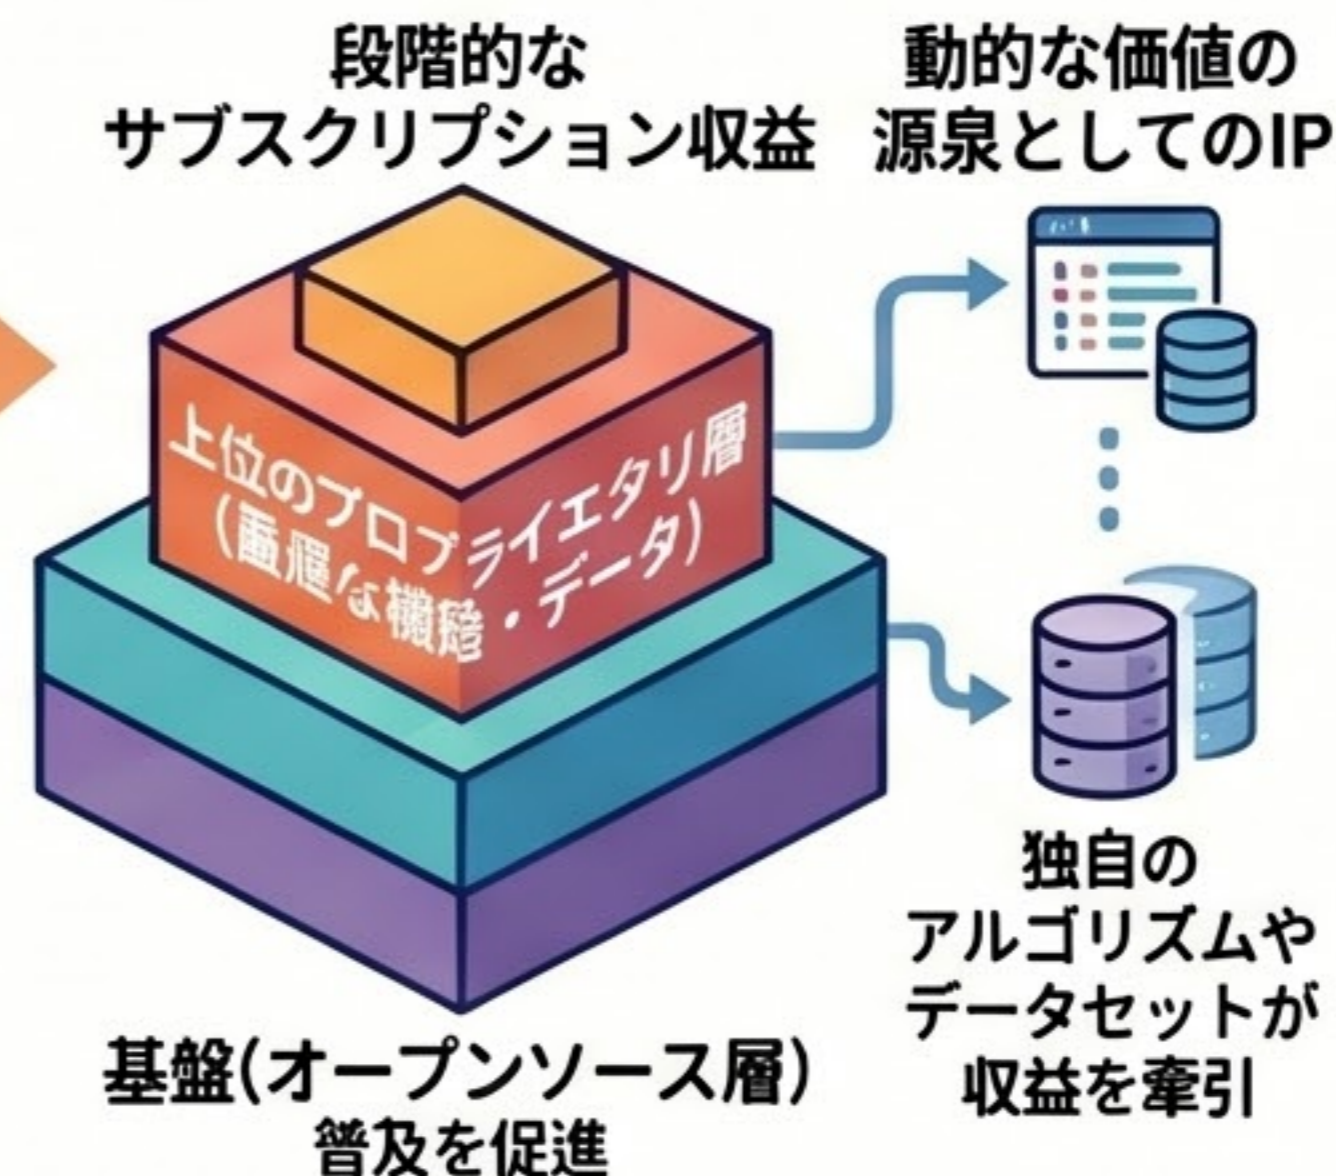 段階的な
サブスクリプション収益
動的な価値の
源泉としてのIP
上位のプロプライエタリ層
な・データ)
独自の
アルゴリズムや
データセットが
収益を牽引
基盤(オープンソース層)
普及を促進